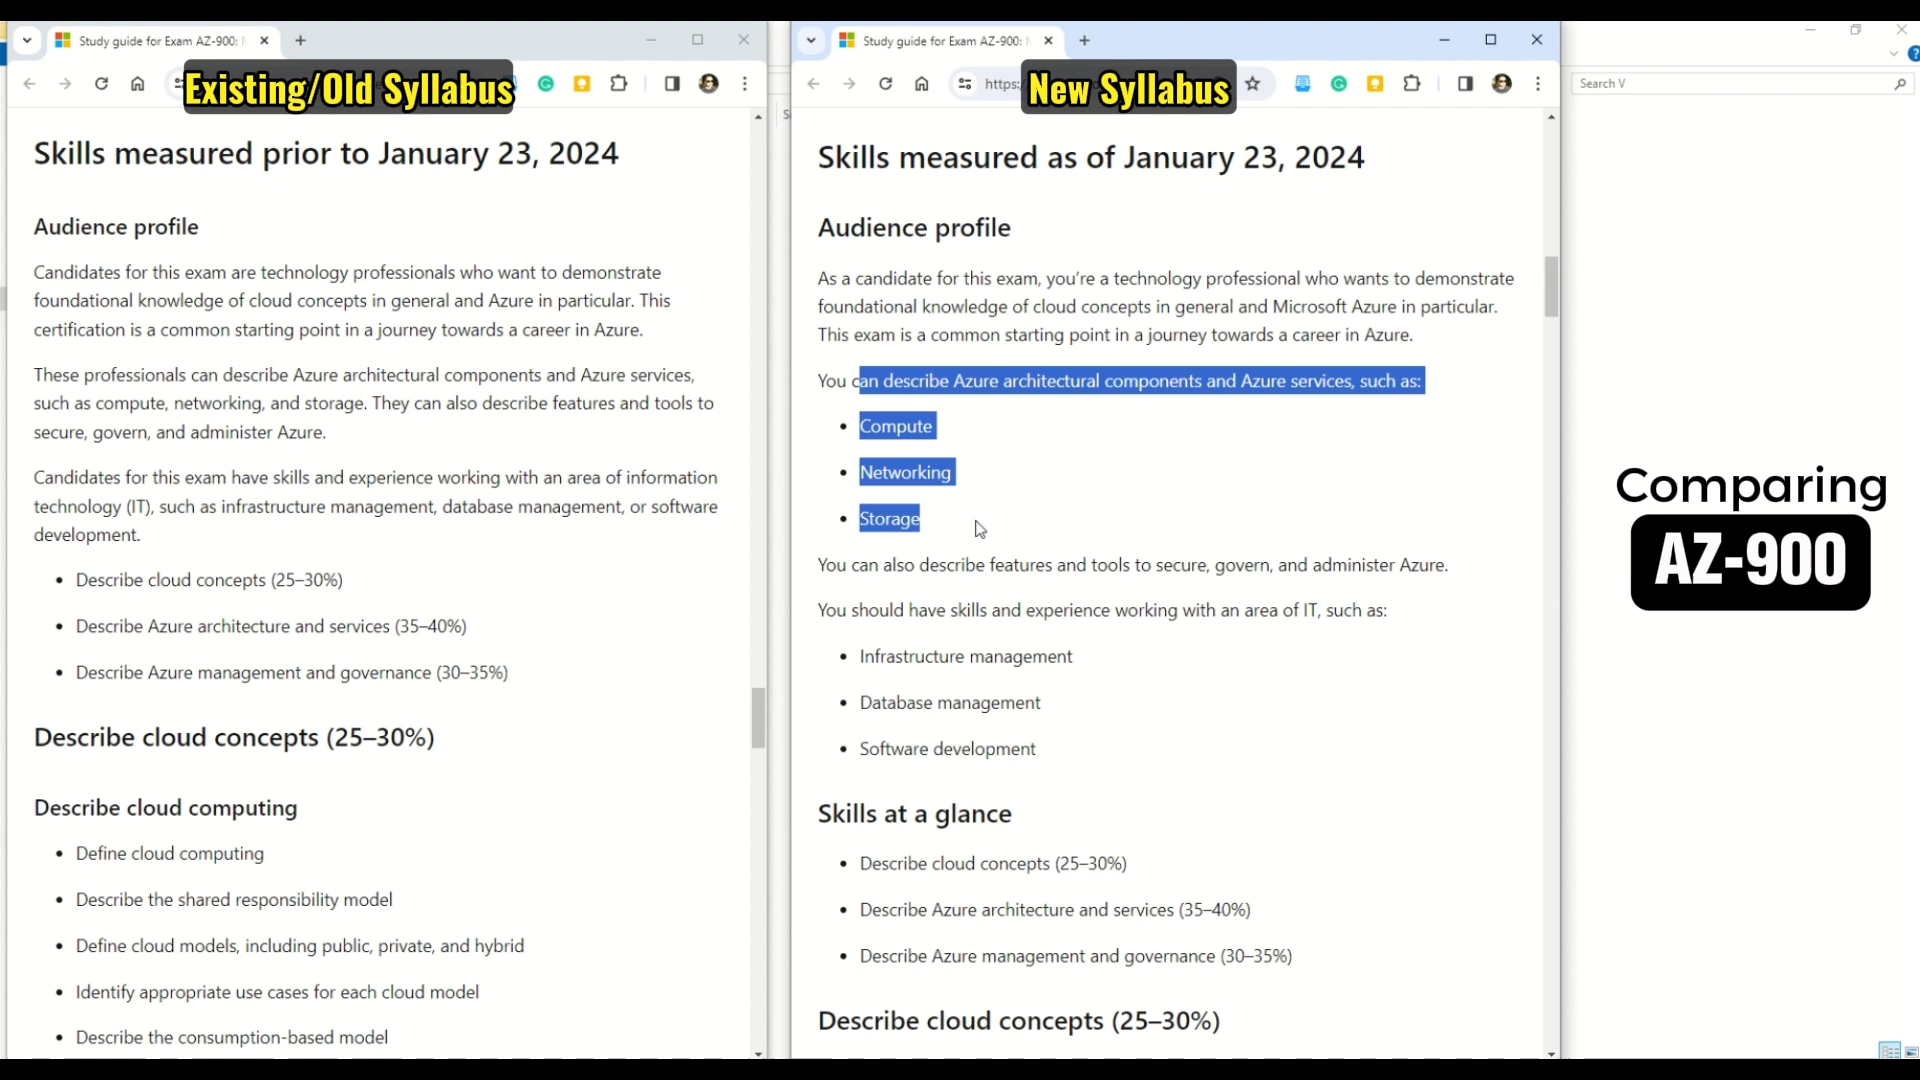 Study guide for Exam AZ-900:
Existing/Old Syllabus
Skills measured prior to January 23, 2024
Audience profile
Candidates for this exam are technology professionals who want to demonstrate
foundational knowledge of cloud concepts in general and Azure in particular. This
certification is a common starting point in a journey towards a career in Azure.
These professionals can describe Azure architectural components and Azure services,
such as compute, networking, and storage. They can also describe features and tools to
secure, govern, and administer Azure.
Candidates for this exam have skills and experience working with an area of information
technology (IT), such as infrastructure management, database management, or software
development.
• Describe cloud concepts (25–30%)
• Describe Azure architecture and services (35–40%)
• Describe Azure management and governance (30–35%)
Describe cloud concepts (25–30%)
Describe cloud computing
• Define cloud computing
• Describe the shared responsibility model
• Define cloud models, including public, private, and hybrid
• Identify appropriate use cases for each cloud model
• Describe the consumption-based model
Study guide for Exam AZ-900:
https:
New Syllabus
Skills measured as of January 23, 2024
Audience profile
As a candidate for this exam, you’re a technology professional who wants to demonstrate
foundational knowledge of cloud concepts in general and Microsoft Azure in particular.
This exam is a common starting point in a journey towards a career in Azure.
You can describe Azure architectural components and Azure services, such as:
• Compute
• Networking
• Storage
You can also describe features and tools to secure, govern, and administer Azure.
You should have skills and experience working with an area of IT, such as:
• Infrastructure management
• Database management
• Software development
Skills at a glance
• Describe cloud concepts (25–30%)
• Describe Azure architecture and services (35–40%)
• Describe Azure management and governance (30–35%)
Describe cloud concepts (25–30%)
Search V
Comparing
AZ-900